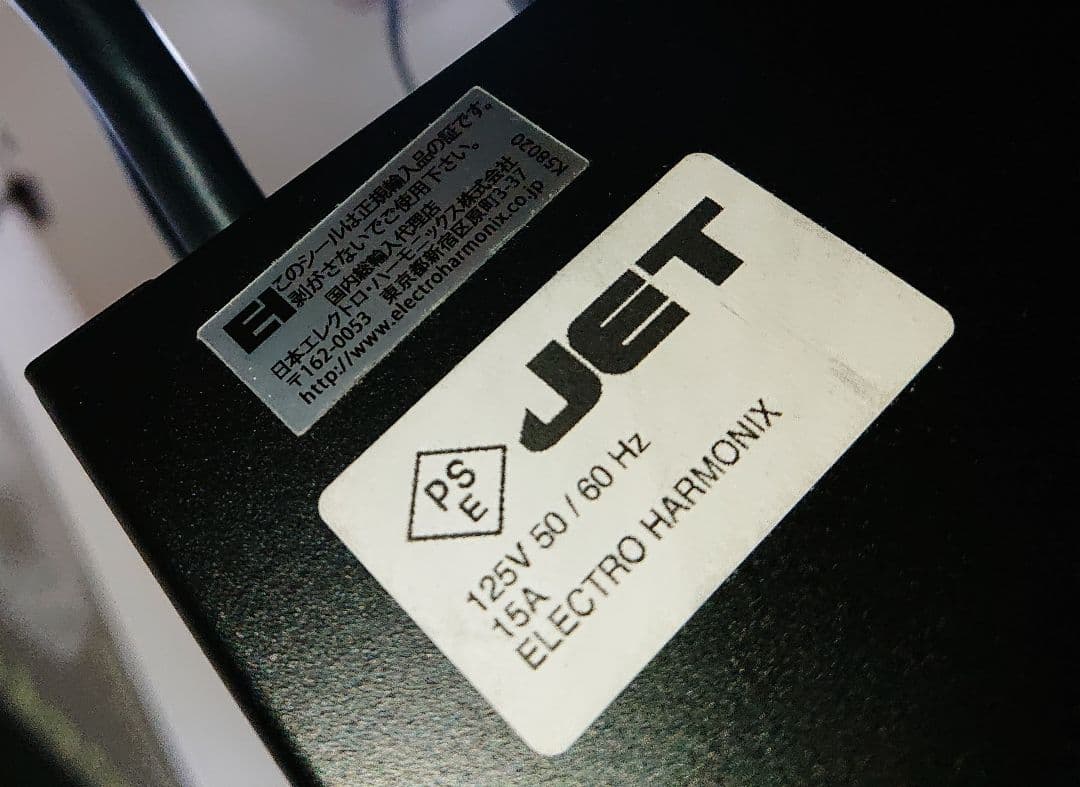 EI
このシールは正規輸入品の証です。
剥がさないでご使用下さい。
国内総輸入代理店
日本エレクトロ・ハーモニックス株式会社
〒162-0053 東京都新宿区原町3-37
http://www.electroharmonix.co.jp
KG8020
JET
PSE
125V 50 / 60 Hz
15A
ELECTRO HARMONIX